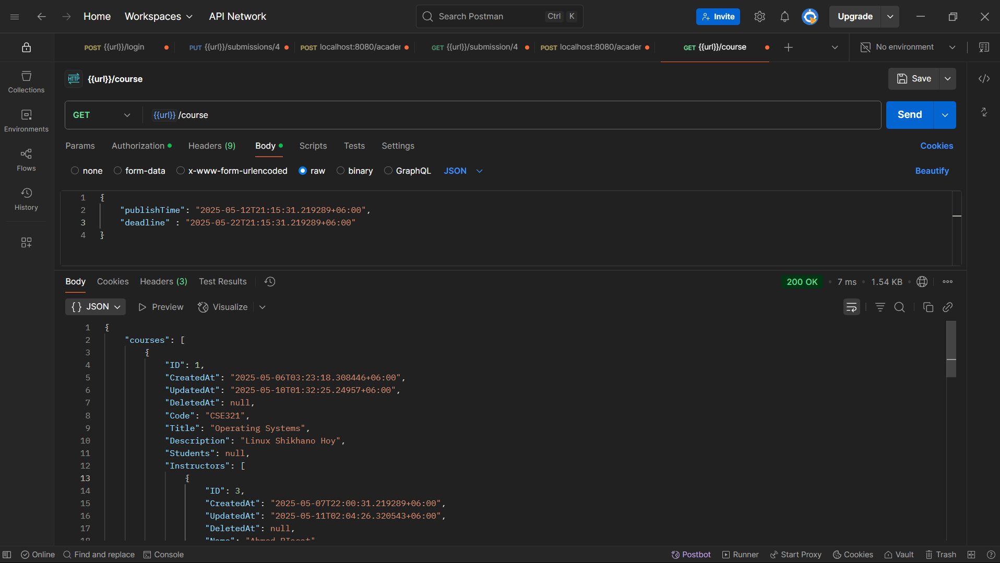 Home Workspaces API Network Search Postman Ctrl K Invite Upgrade
POST {{url}}/login PUT {{url}}/submissions/4 POST localhost:8080/acader GET {{url}}/submission/4 POST localhost:8080/acader GET {{url}}/course No environment
Collections
Environments
Flows
History
HTTP {{url}}/course Save
GET {{url}} /course Send
Params Authorization Headers (9) Body Scripts Tests Settings Cookies
none form-data x-www-form-urlencoded raw binary GraphQL JSON Beautify
1 {
2 "publishTime": "2025-05-12T21:15:31.219289+06:00",
3 "deadline" : "2025-05-22T21:15:31.219289+06:00"
4 }
Body Cookies Headers (3) Test Results 200 OK • 7 ms • 1.54 KB
{} JSON Preview Visualize
1 {
2 "courses": [
3 {
4 "ID": 1,
5 "CreatedAt": "2025-05-06T03:23:18.308446+06:00",
6 "UpdatedAt": "2025-05-10T01:32:25.24957+06:00",
7 "DeletedAt": null,
8 "Code": "CSE321",
9 "Title": "Operating Systems",
10 "Description": "Linux Shikhano Hoy",
11 "Students": null,
12 "Instructors": [
13 {
14 "ID": 3,
15 "CreatedAt": "2025-05-07T22:00:31.219289+06:00",
16 "UpdatedAt": "2025-05-11T02:04:26.320543+06:00",
17 "DeletedAt": null,
18 "Name": "Ahmed
Online Find and replace Console Postbot Runner Start Proxy Cookies Vault Trash